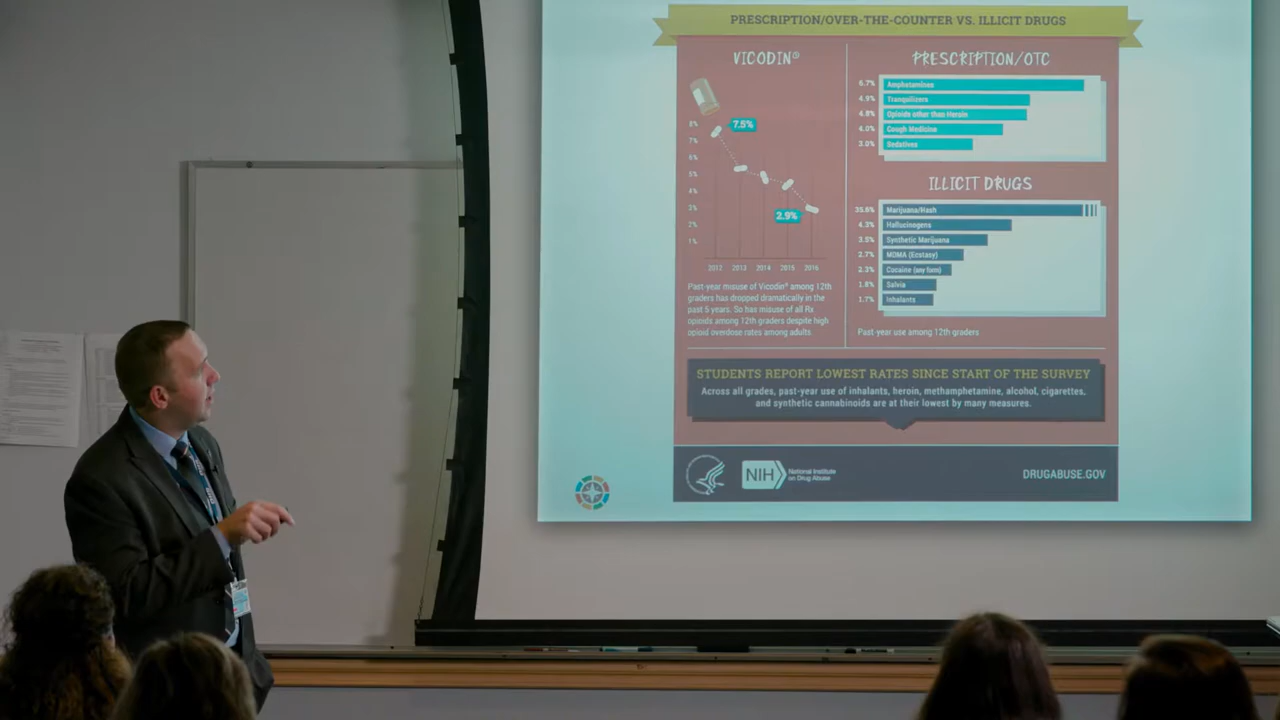 PRESCRIPTION/OVER-THE-COUNTER VS. ILLICIT DRUGS
VICODIN®
8%
7.5%
7%
6%
5%
4%
3%
2.9%
2%
1%
2012 2013 2014 2015 2016
Past-year misuse of Vicodin® among 12th
graders has dropped dramatically in the
past 5 years. So has misuse of all Rx
opioids among 12th graders despite high
opioid overdose rates among adults
PRESCRIPTION/OTC
6.7% Amphetamines
4.9% Tranquilizers
4.8% Opioids other than Heroin
4.0% Cough Medicine
3.0% Sedatives
ILLICIT DRUGS
35.6% Marijuana/Hash
4.3% Hallucinogens
3.5% Synthetic Marijuana
2.7% MDMA (Ecstasy)
2.3% Cocaine (any form)
1.8% Salvia
1.7% Inhalants
Past-year use among 12th graders
STUDENTS REPORT LOWEST RATES SINCE START OF THE SURVEY
Across all grades, past-year use of inhalants, heroin, methamphetamine, alcohol, cigarettes,
and synthetic cannabinoids are at their lowest by many measures.
NIH
National Institute
on Drug Abuse
DRUGABUSE.GOV